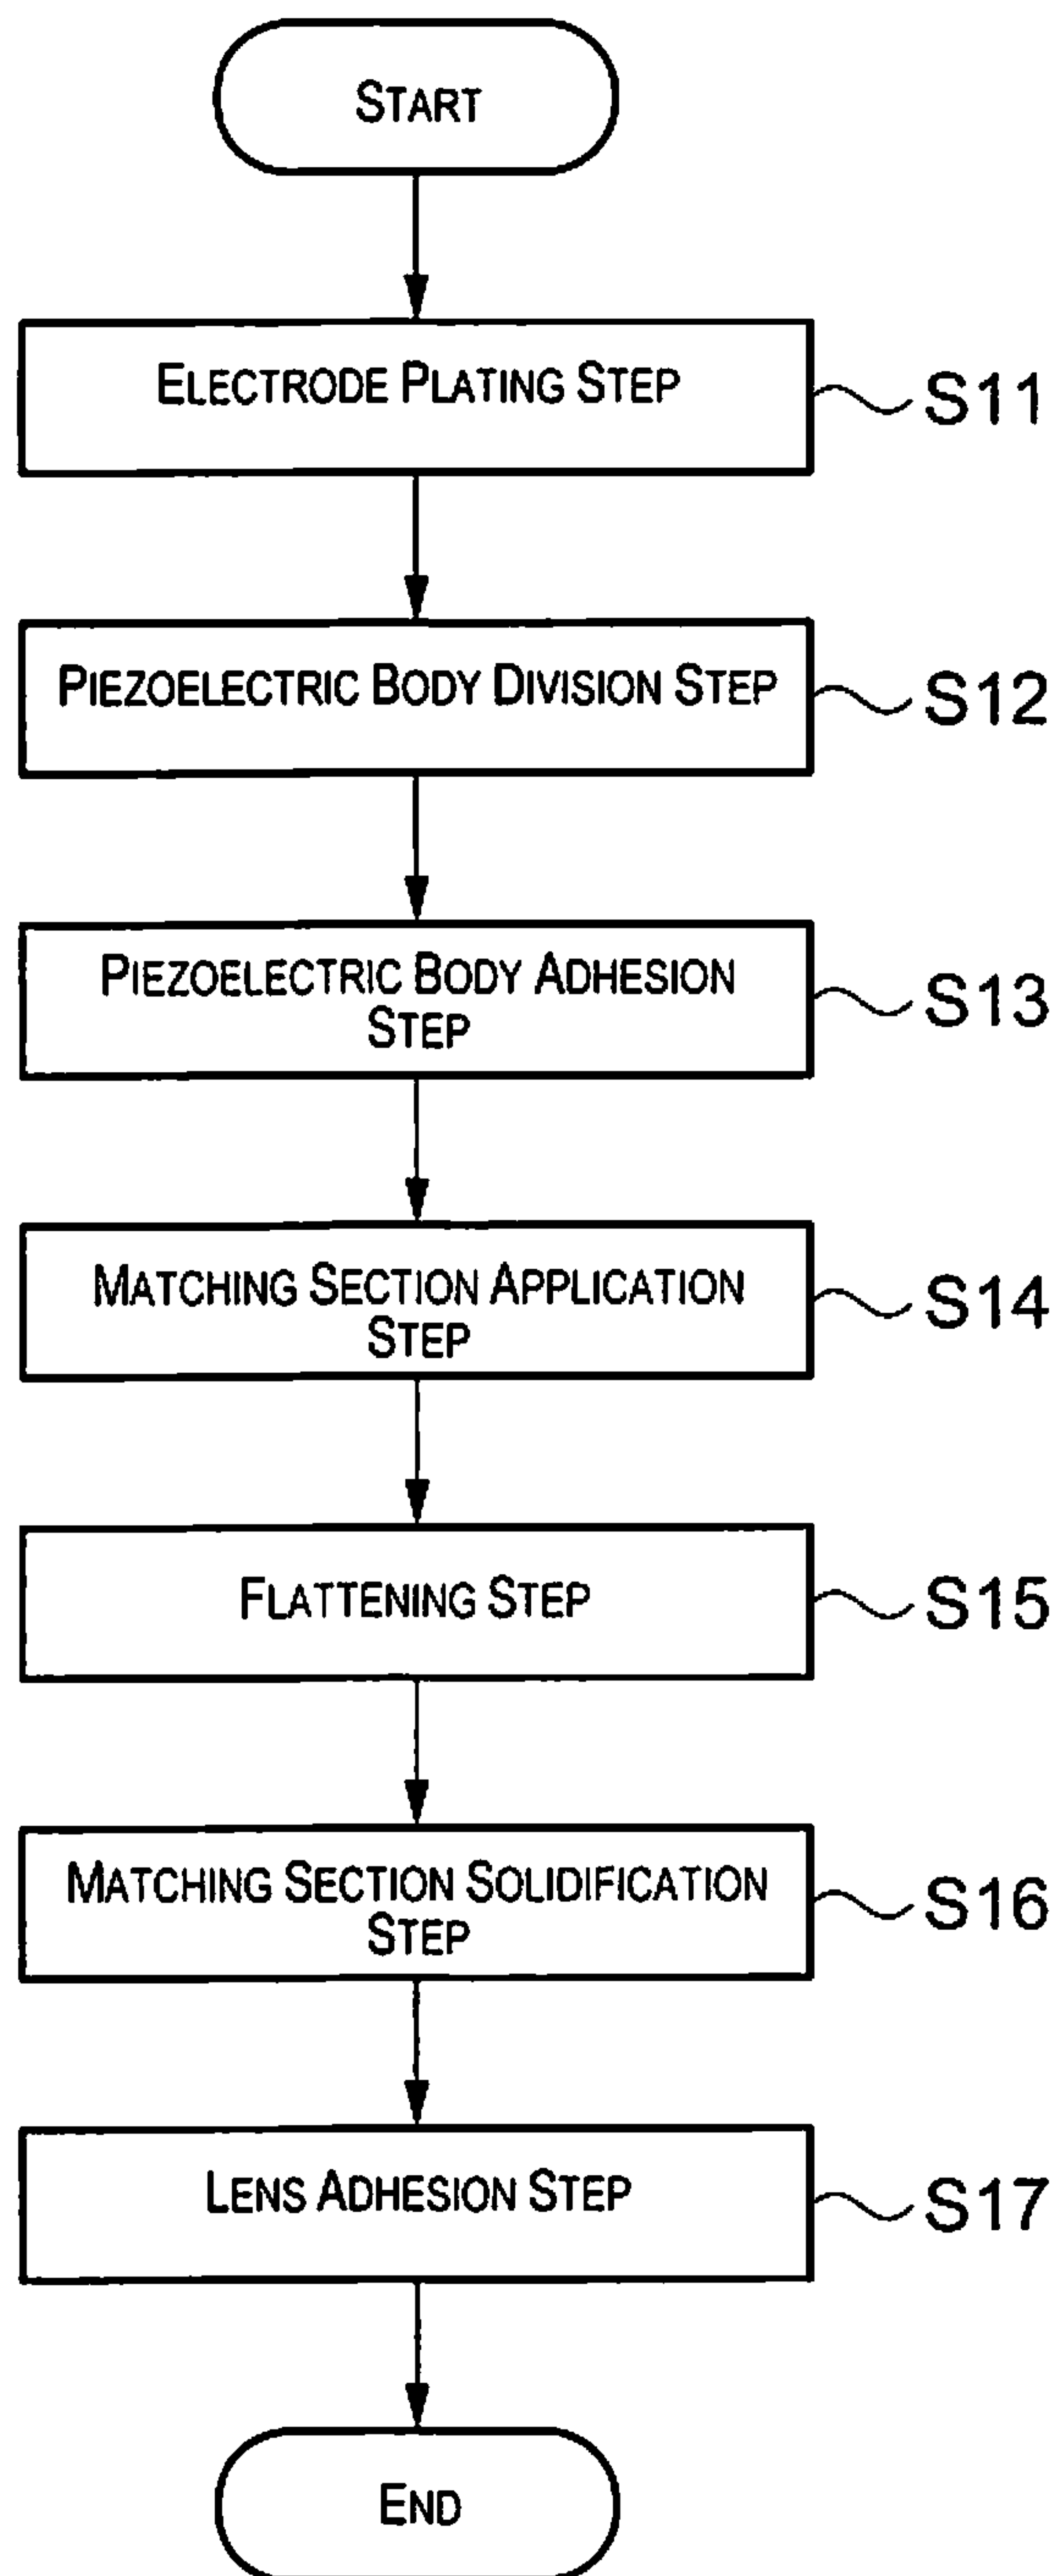 START
ELECTRODE PLATING STEP
S11
PIEZOELECTRIC BODY DIVISION STEP
S12
PIEZOELECTRIC BODY ADHESION
STEP
S13
MATCHING SECTION APPLICATION
STEP
S14
FLATTENING STEP
S15
MATCHING SECTION SOLIDIFICATION
STEP
S16
LENS ADHESION STEP
S17
END